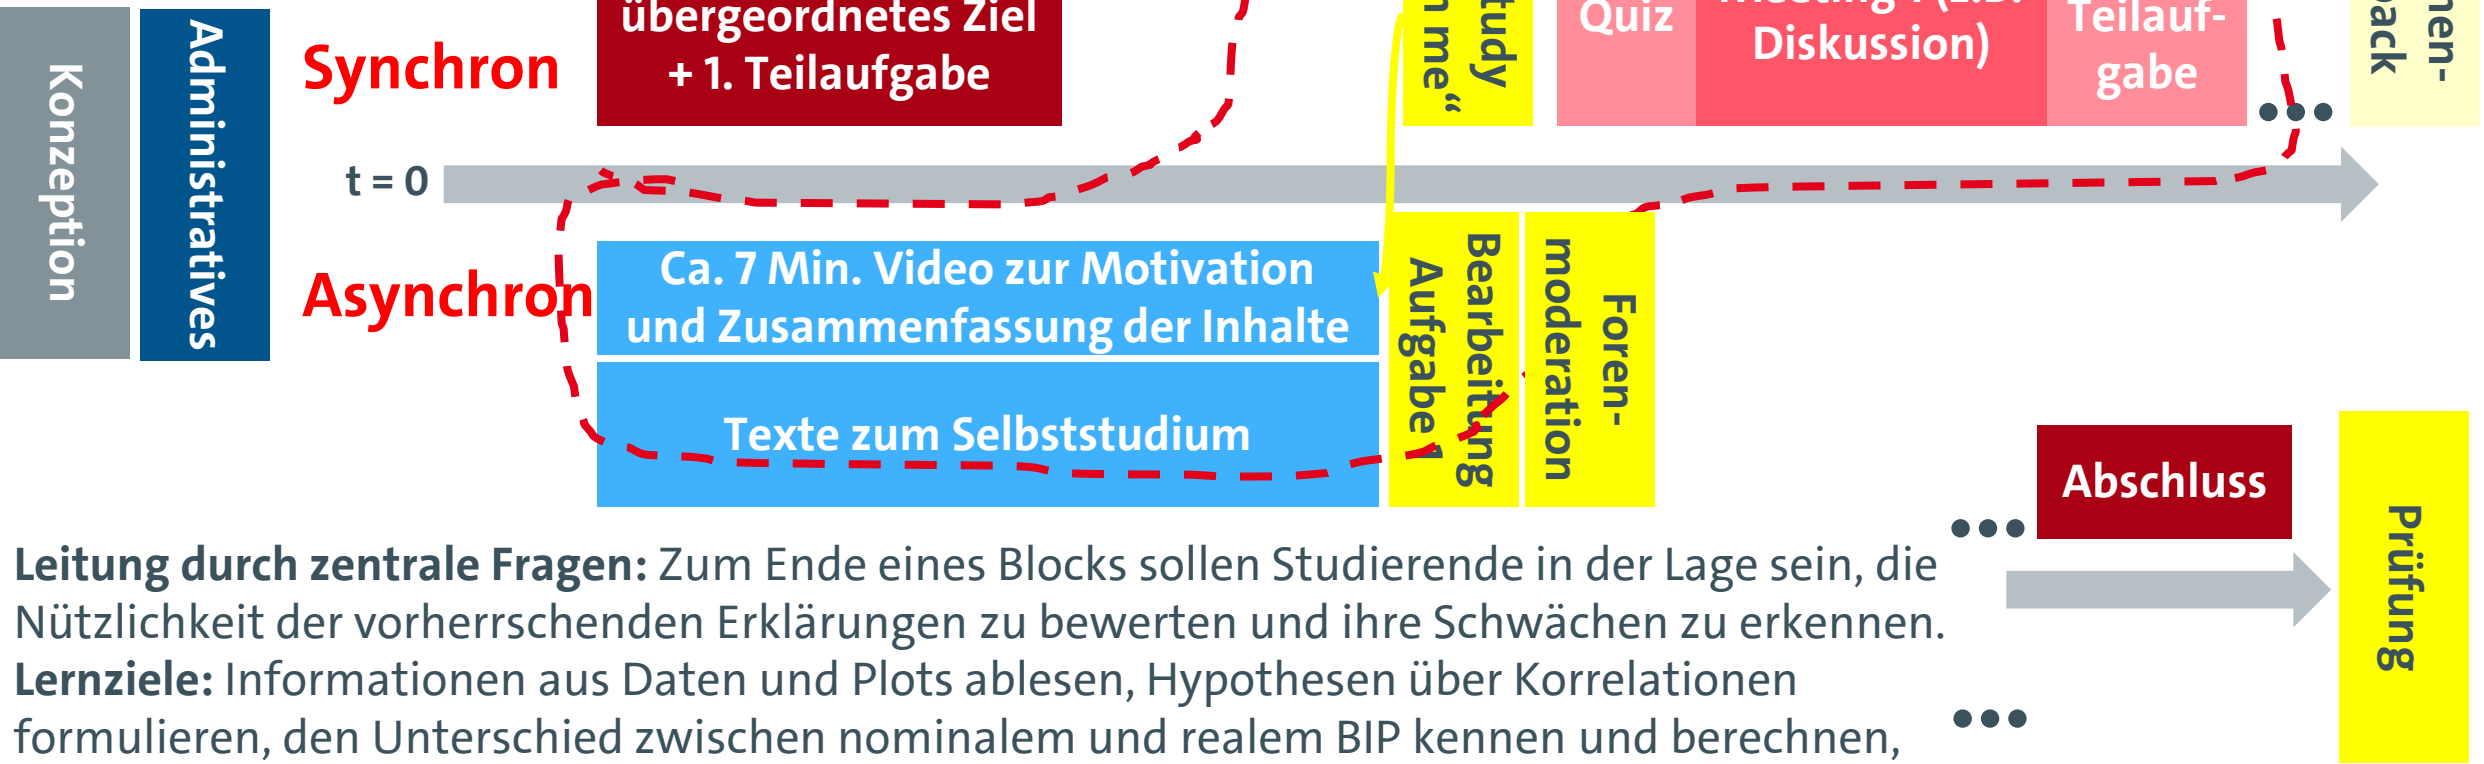 Konzeption
Administratives
Synchron
übergeordnetes Ziel
+ 1. Teilaufgabe
me“
Quiz
Diskussion)
Teilauf-
gabe
t = 0
Asynchron
Ca. 7 Min. Video zur Motivation
und Zusammenfassung der Inhalte
Texte zum Selbststudium
Bearbeitung
Aufgabe 1
Foren-
moderation
Abschluss
Prüfung
Leitung durch zentrale Fragen: Zum Ende eines Blocks sollen Studierende in der Lage sein, die
Nützlichkeit der vorherrschenden Erklärungen zu bewerten und ihre Schwächen zu erkennen.
Lernziele: Informationen aus Daten und Plots ablesen, Hypothesen über Korrelationen
formulieren, den Unterschied zwischen nominalem und realem BIP kennen und berechnen,